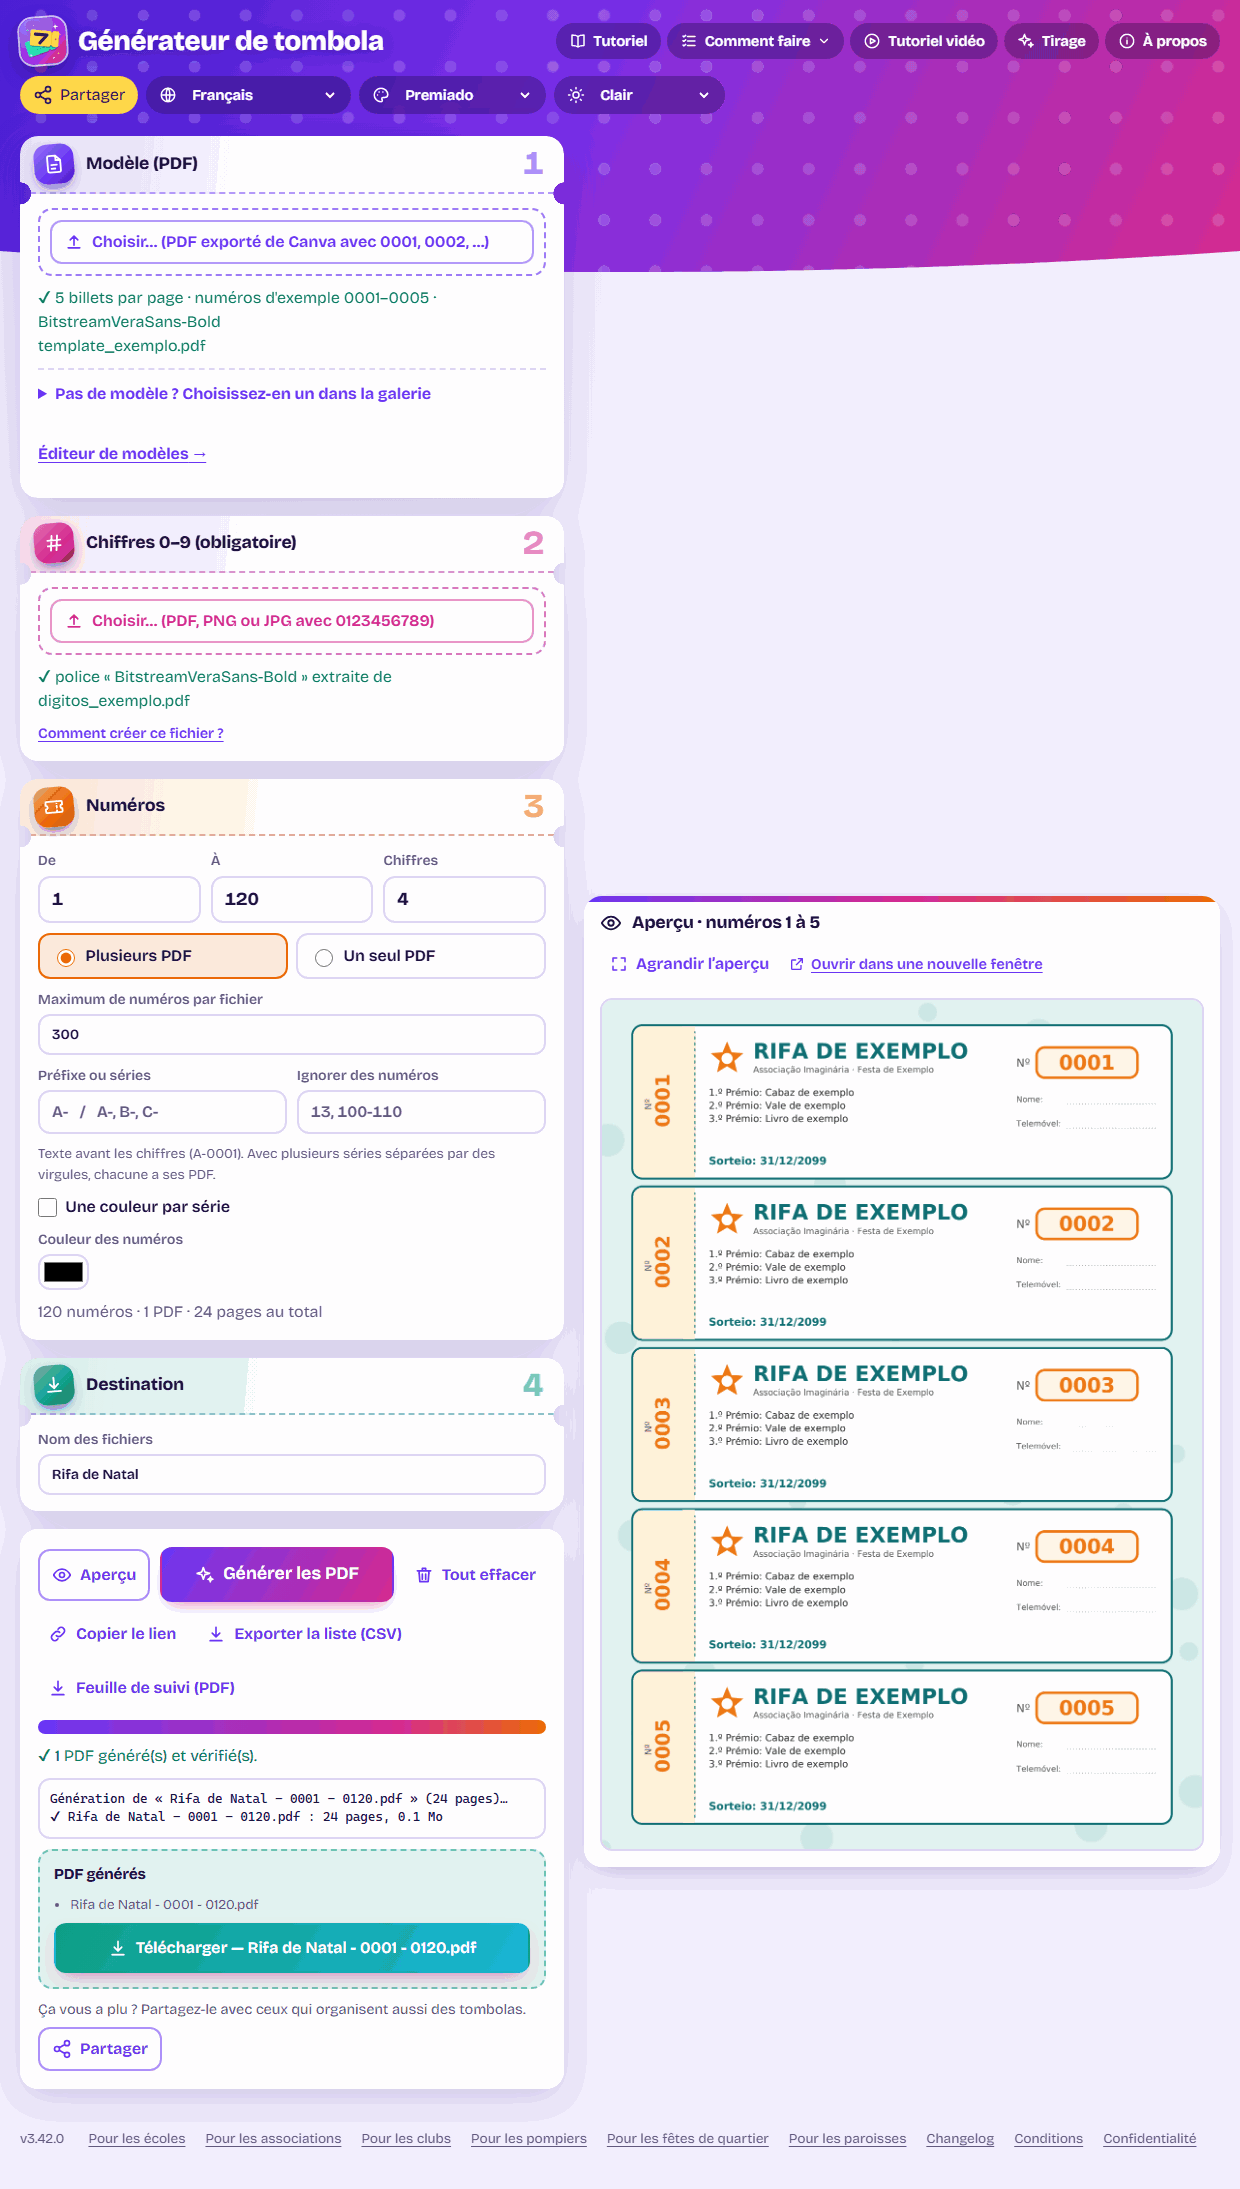 Générateur de tombola
Tutoriel
Comment faire
Tutoriel vidéo
Tirage
À propos
Partager
Français
Premiado
Clair
Modèle (PDF)
1
Choisir... (PDF exporté de Canva avec 0001, 0002, ...)
✓ 5 billets par page · numéros d'exemple 0001–0005 ·
BitstreamVeraSans-Bold
template_exemplo.pdf
Pas de modèle ? Choisissez-en un dans la galerie
Éditeur de modèles →
Chiffres 0–9 (obligatoire)
2
Choisir... (PDF, PNG ou JPG avec 0123456789)
✓ police « BitstreamVeraSans-Bold » extraite de
digitos_exemplo.pdf
Comment créer ce fichier ?
Numéros
3
De
À
Chiffres
1
120
4
Plusieurs PDF
Un seul PDF
Maximum de numéros par fichier
300
Préfixe ou séries
Ignorer des numéros
A- / A-, B-, C-
13, 100-110
Texte avant les chiffres (A-0001). Avec plusieurs séries séparées par des
virgules, chacune a ses PDF.
Une couleur par série
Couleur des numéros
120 numéros · 1 PDF · 24 pages au total
Destination
4
Nom des fichiers
Rifa de Natal
Aperçu
Générer les PDF
Tout effacer
Copier le lien
Exporter la liste (CSV)
Feuille de suivi (PDF)
✓ 1 PDF généré(s) et vérifié(s).
Génération de « Rifa de Natal - 0001 - 0120.pdf » (24 pages)…
✓ Rifa de Natal - 0001 - 0120.pdf : 24 pages, 0.1 Mo
PDF générés
• Rifa de Natal - 0001 - 0120.pdf
Télécharger — Rifa de Natal - 0001 - 0120.pdf
Ça vous a plu ? Partagez-le avec ceux qui organisent aussi des tombolas.
Partager
Aperçu · numéros 1 à 5
Agrandir l'aperçu
Ouvrir dans une nouvelle fenêtre
Nº 0001
RIFA DE EXEMPLO
Associação Imaginária · Festa de Exemplo
1.º Prémio: Cabaz de exemplo
2.º Prémio: Vale de exemplo
3.º Prémio: Livro de exemplo
Sorteio: 31/12/2099
Nº 0001
Nome:
Telemóvel:
Nº 0002
RIFA DE EXEMPLO
Associação Imaginária · Festa de Exemplo
1.º Prémio: Cabaz de exemplo
2.º Prémio: Vale de exemplo
3.º Prémio: Livro de exemplo
Sorteio: 31/12/2099
Nº 0002
Nome:
Telemóvel:
Nº 0003
RIFA DE EXEMPLO
Associação Imaginária · Festa de Exemplo
1.º Prémio: Cabaz de exemplo
2.º Prémio: Vale de exemplo
3.º Prémio: Livro de exemplo
Sorteio: 31/12/2099
Nº 0003
Nome:
Telemóvel:
Nº 0004
RIFA DE EXEMPLO
Associação Imaginária · Festa de Exemplo
1.º Prémio: Cabaz de exemplo
2.º Prémio: Vale de exemplo
3.º Prémio: Livro de exemplo
Sorteio: 31/12/2099
Nº 0004
Nome:
Telemóvel:
Nº 0005
RIFA DE EXEMPLO
Associação Imaginária · Festa de Exemplo
1.º Prémio: Cabaz de exemplo
2.º Prémio: Vale de exemplo
3.º Prémio: Livro de exemplo
Sorteio: 31/12/2099
Nº 0005
Nome:
Telemóvel:
v3.42.0
Pour les écoles
Pour les associations
Pour les clubs
Pour les pompiers
Pour les fêtes de quartier
Pour les paroisses
Changelog
Conditions
Confidentialité